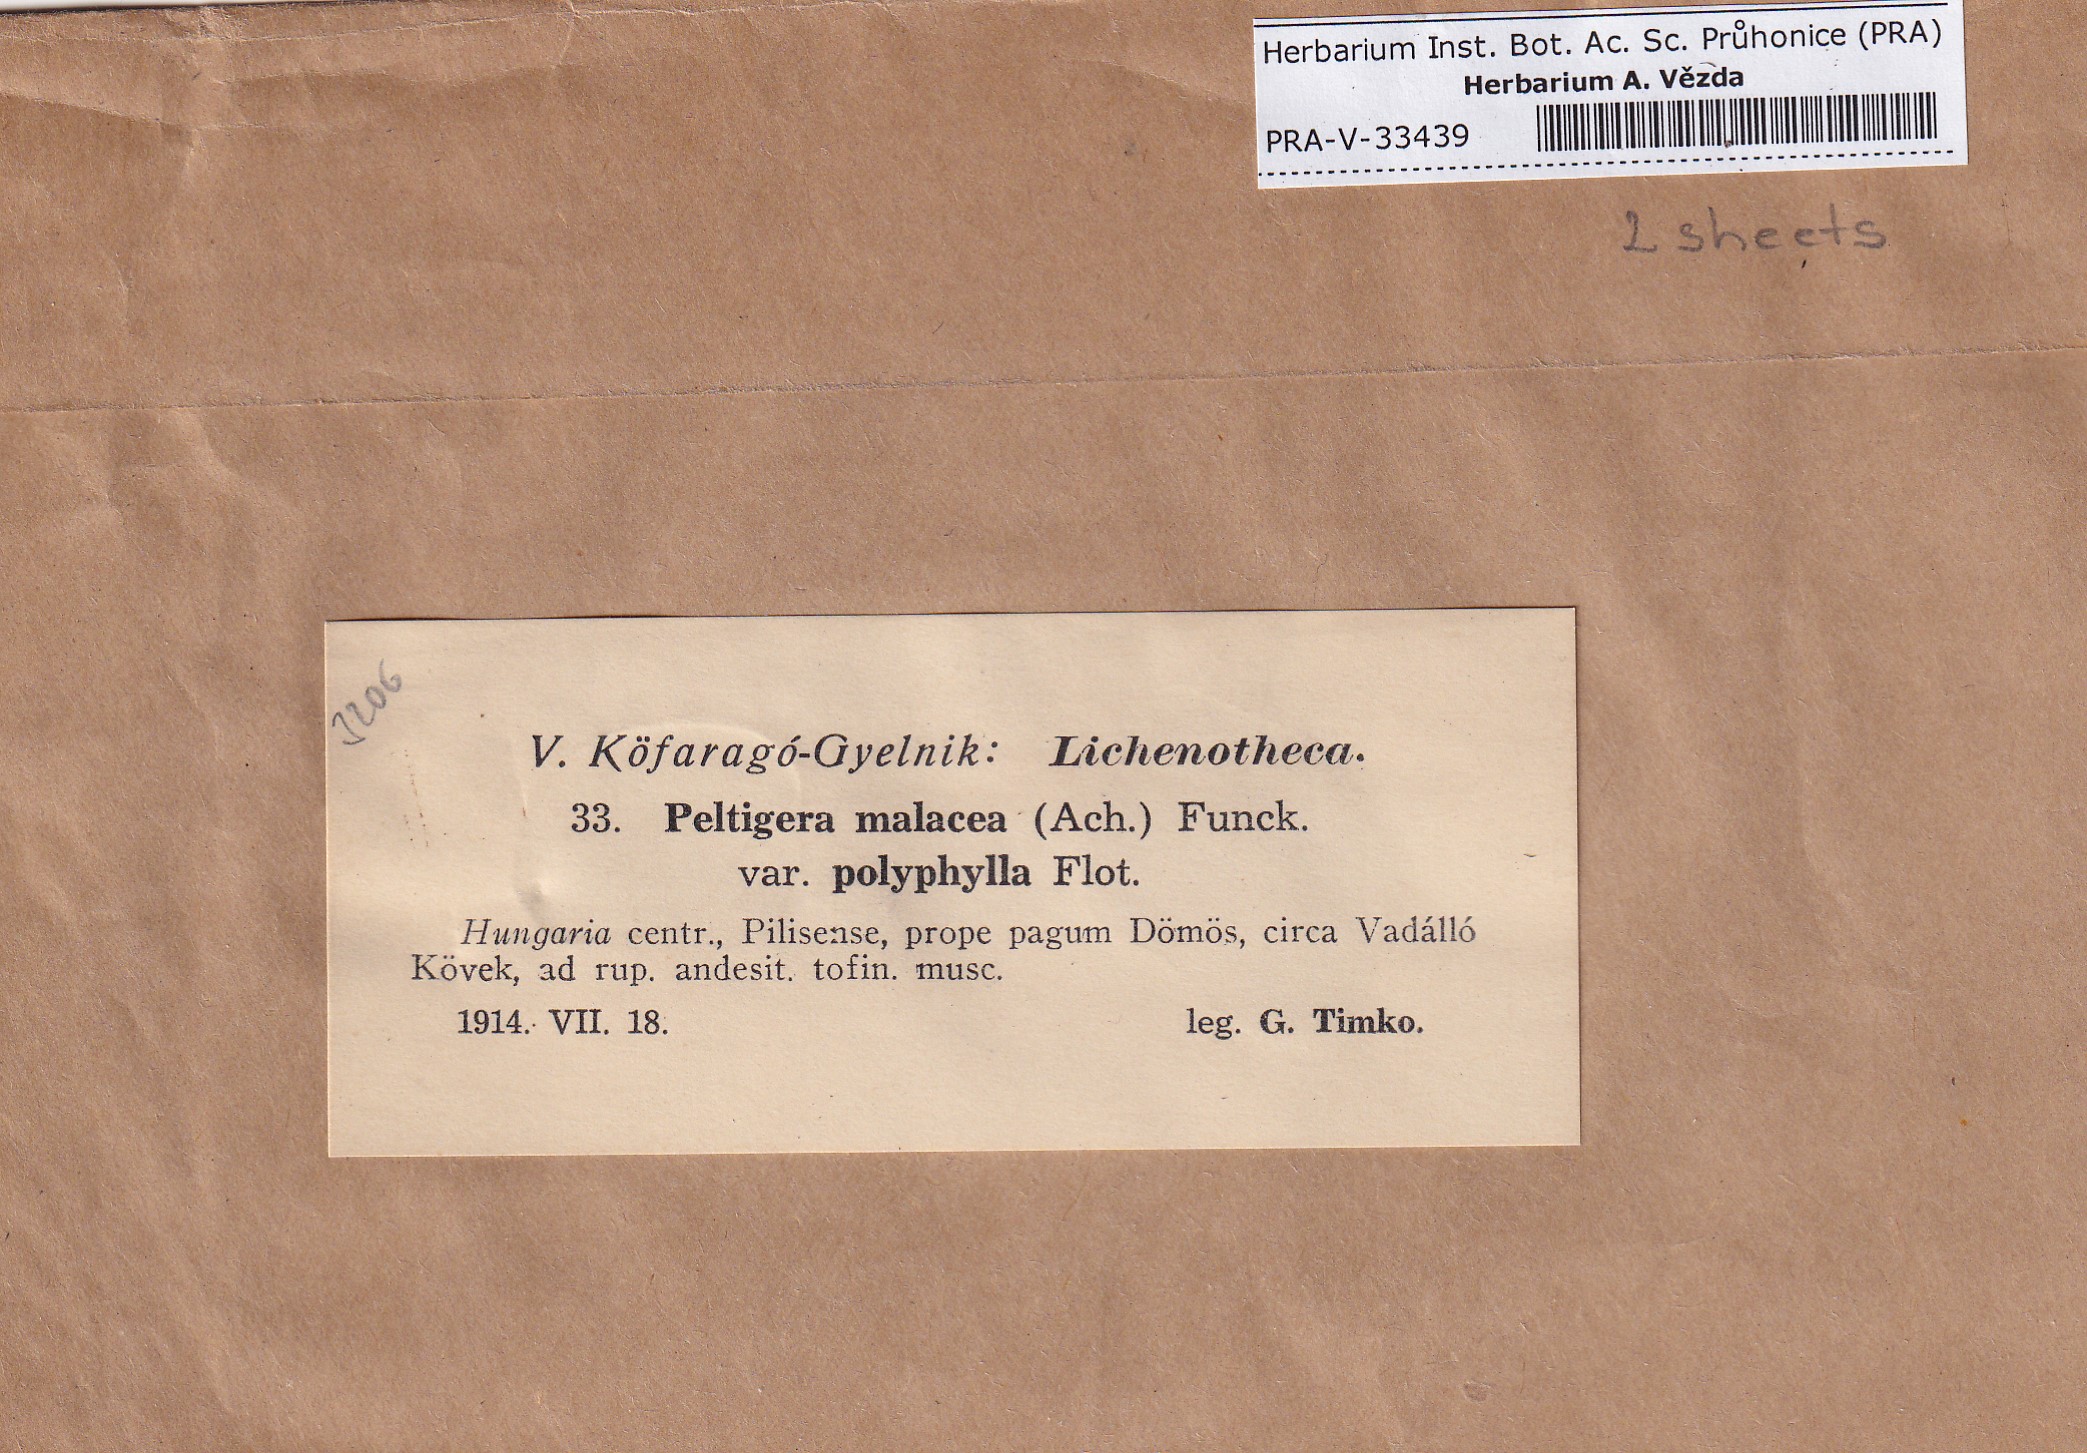 Herbarium Inst. Bot. Ac. Sc. Průhonice (PRA)
Herbarium A. Vězda
PRA-V-33439
2 sheets
3206
V. Köfaragó-Gyelnik: Lichenotheca.
33. Peltigera malacea (Ach.) Funck.
var. polyphylla Flot.
Hungaria centr., Pilisense, prope pagum Dömös, circa Vadálló
Kövek, ad rup. andesit. tofin. musc.
1914. VII. 18. leg. G. Timko.